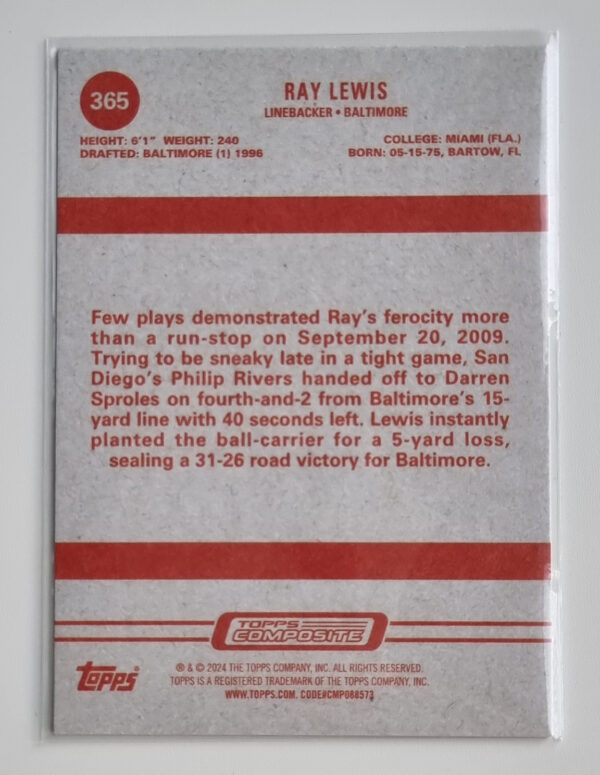 365
RAY LEWIS
LINEBACKER • BALTIMORE
HEIGHT: 6'1" WEIGHT: 240
DRAFTED: BALTIMORE (1) 1996
COLLEGE: MIAMI (FLA.)
BORN: 05-15-75, BARTOW, FL
Few plays demonstrated Ray's ferocity more
than a run-stop on September 20, 2009.
Trying to be sneaky late in a tight game, San
Diego's Philip Rivers handed off to Darren
Sproles on fourth-and-2 from Baltimore's 15-
yard line with 40 seconds left. Lewis instantly
planted the ball-carrier for a 5-yard loss,
sealing a 31-26 road victory for Baltimore.
TOPPS
COMPOSITE
topps
® & © 2024 THE TOPPS COMPANY, INC. ALL RIGHTS RESERVED.
TOPPS IS A REGISTERED TRADEMARK OF THE TOPPS COMPANY, INC.
WWW.TOPPS.COM. CODE#CMP088573